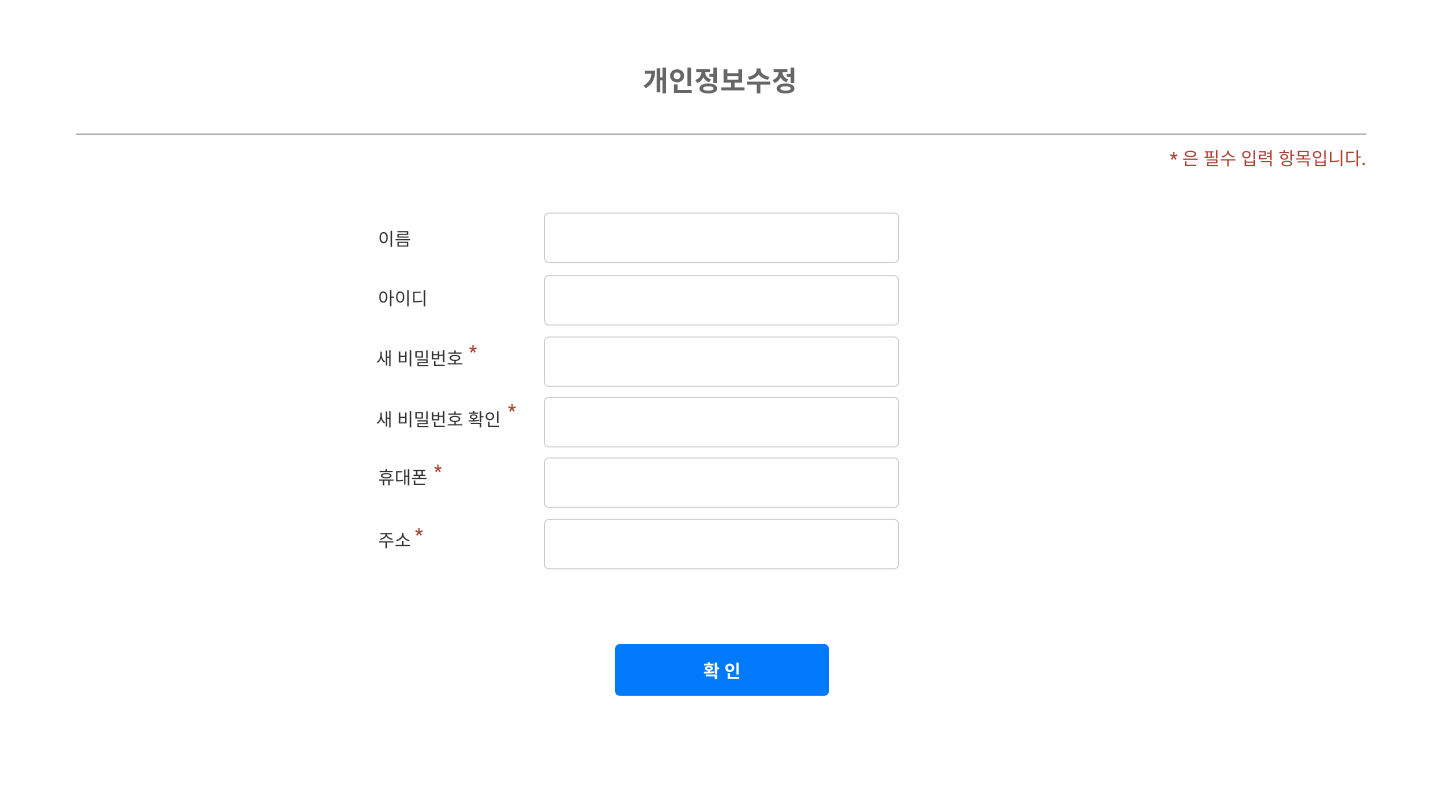 개인정보수정
* 은 필수 입력 항목입니다.
이름
아이디
새 비밀번호 *
새 비밀번호 확인 *
휴대폰 *
주소 *
확 인